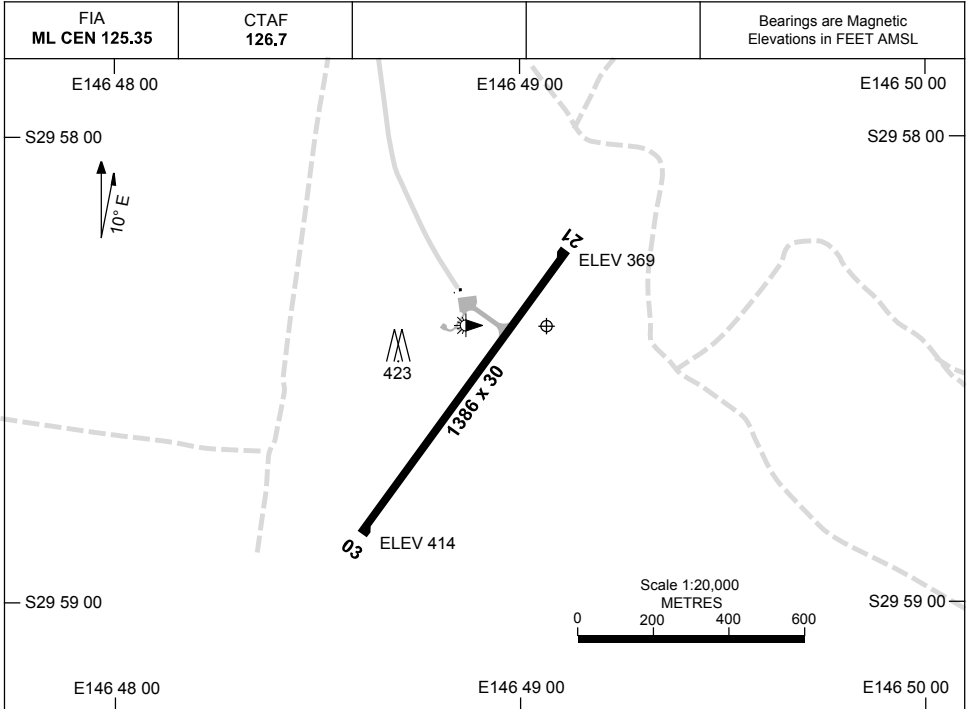 FIA
ML CEN 125.35
CTAF
126.7
Bearings are Magnetic
Elevations in FEET AMSL
E146 48 00
E146 49 00
E146 50 00
S29 58 00
S29 58 00
10° E
21
ELEV 369
423
1386 x 30
03
ELEV 414
Scale 1:20,000
METRES
0 200 400 600
S29 59 00
S29 59 00
E146 48 00
E146 49 00
E146 50 00